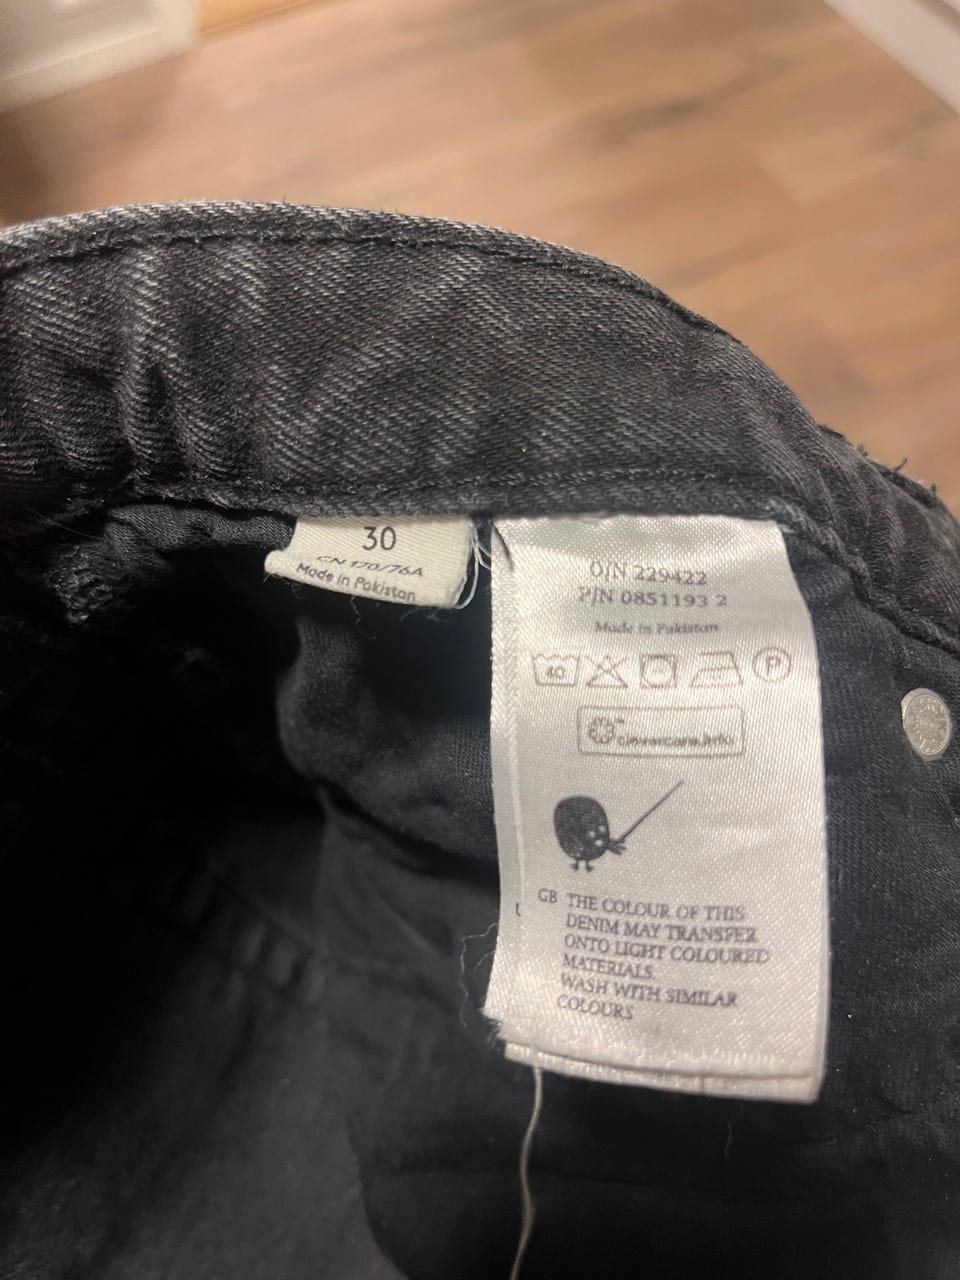 30
CN 170/76A
Made in Pakistan
O/N 229422
P/N 0851193 2
Made in Pakistan
40
P
clevercare.info
GB THE COLOUR OF THIS
DENIM MAY TRANSFER
ONTO LIGHT COLOURED
MATERIALS.
WASH WITH SIMILAR
COLOURS